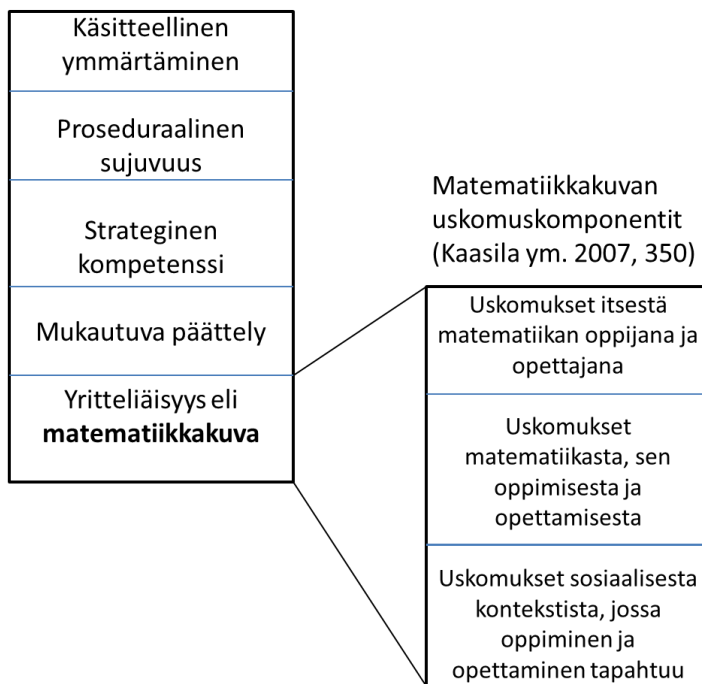 Käsitteellinen
ymmärtäminen
Proseduraalinen
sujuvuus
Strateginen
kompetenssi
Mukautuva päättely
Yritteliäisyys eli
matematiikkakuva
Matematiikkakuvan
uskomuskomponentit
(Kaasila ym. 2007, 350)
Uskomukset itsestä
matematiikan oppijana ja
opettajana
Uskomukset
matematiikasta, sen
oppimisesta ja
opettamisesta
Uskomukset sosiaalisesta
kontekstista, jossa
oppiminen ja
opettaminen tapahtuu